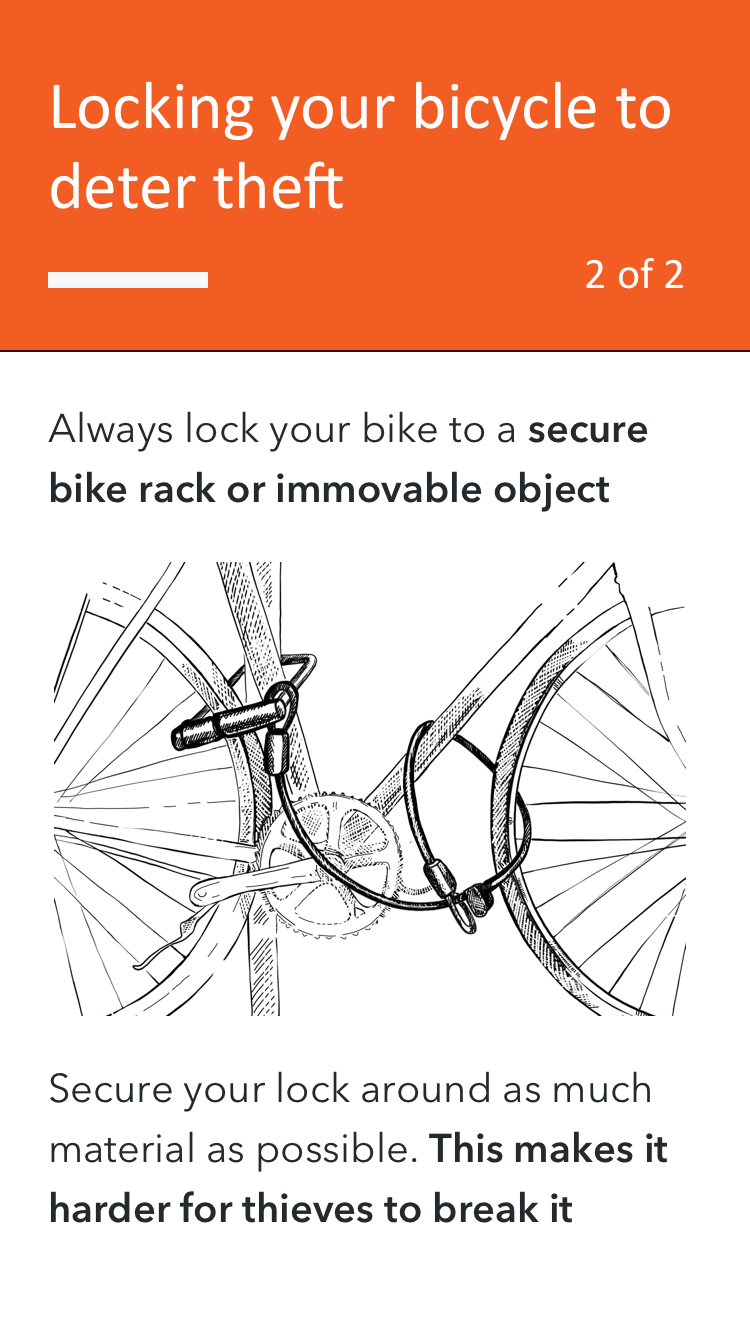 Locking your bicycle to
deter theft
2 of 2
Always lock your bike to a secure
bike rack or immovable object
Secure your lock around as much
material as possible. This makes it
harder for thieves to break it